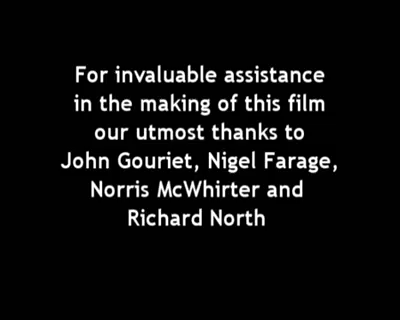 For invaluable assistance
in the making of this film
our utmost thanks to
John Gouriet, Nigel Farage,
Norris McWhirter and
Richard North